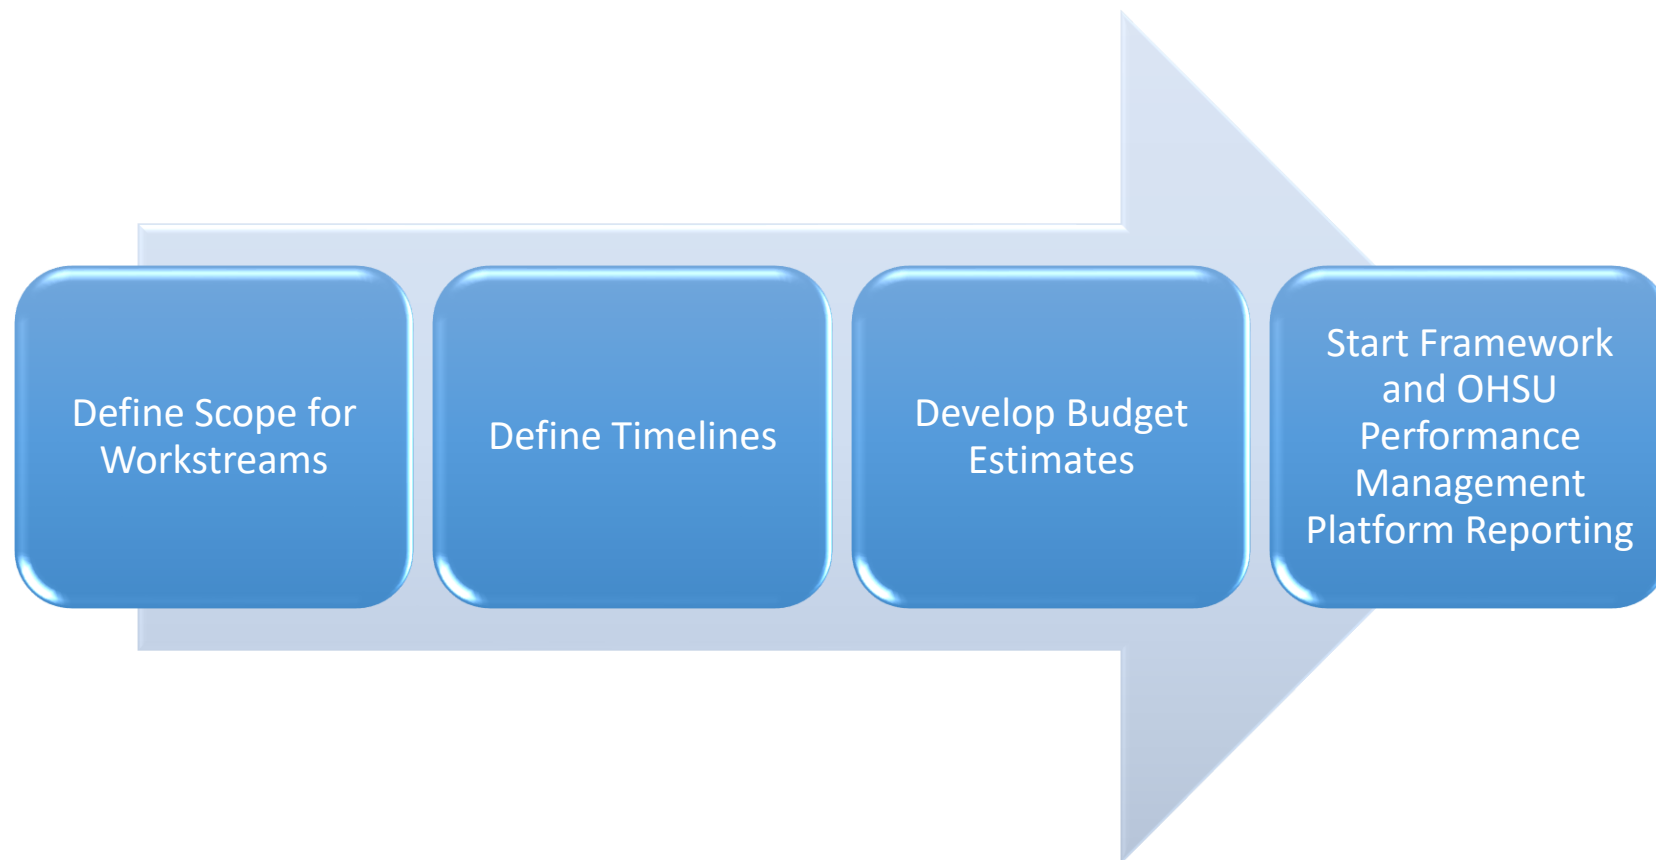 Define Scope for
Workstreams
Define Timelines
Develop Budget
Estimates
Start Framework
and OHSU
Performance
Management
Platform Reporting